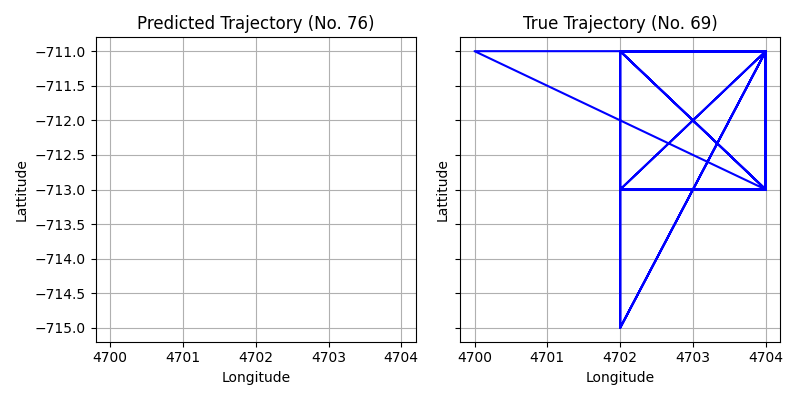 Predicted Trajectory (No. 76)
True Trajectory (No. 69)
−711.0
−711.5
−712.0
−712.5
−713.0
−713.5
−714.0
−714.5
−715.0
Lattitude
Lattitude
4700 4701 4702 4703 4704
4700 4701 4702 4703 4704
Longitude
Longitude